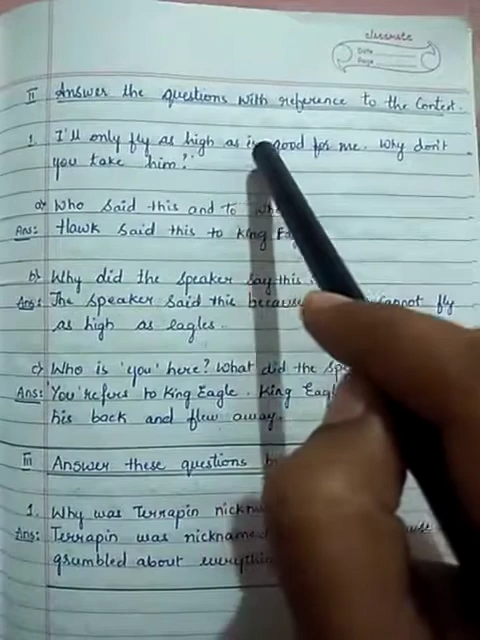 classmate
Date
Page
II Answer the questions with reference to the Context.
1. I'll only fly as high as is good for me. Why don't
you take him?'
a) Who said this and to
Ans: Hawk said this to King
b) Why did the speaker say this
Ans: The speaker said this because cannot fly
as high as eagles.
c) Who is 'you' here? What did the
Ans: 'You' refers to King Eagle. King
his back and flew away.
III Answer these questions
1. Why was Terrapin
Ans: Terrapin was nicknamed
grumbled about